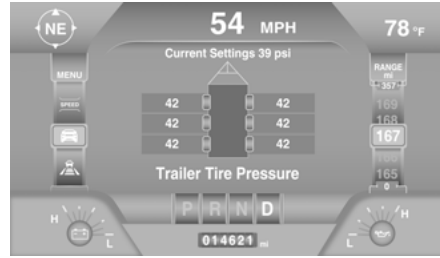 NE
54 MPH
78 °F
Current Settings 39 psi
MENU
RANGE
mi
357
SPEED
42 42
42 42
42 42
169
168
167
165
0
Trailer Tire Pressure
P R N D
H
L
014621 mi
H
L